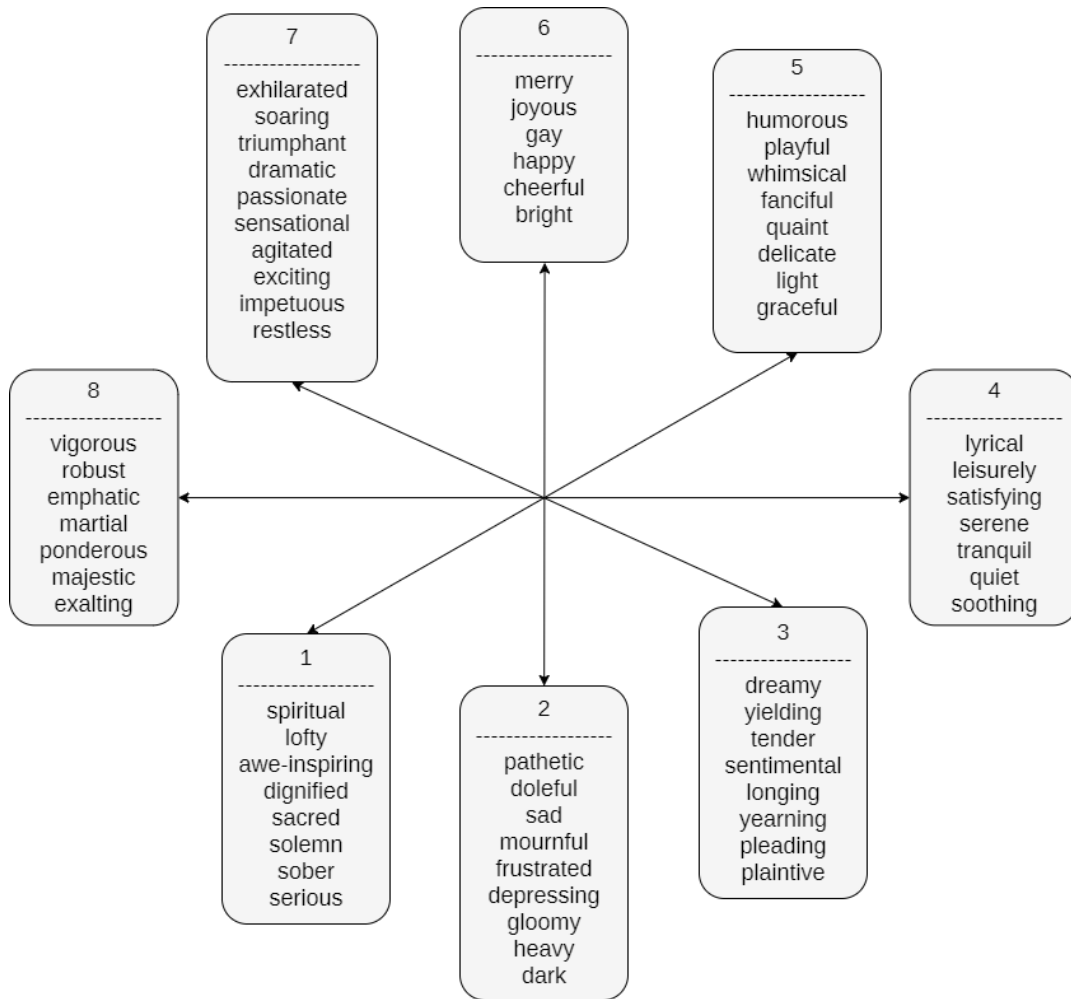 7
--------------------
exhilarated
soaring
triumphant
dramatic
passionate
sensational
agitated
exciting
impetuous
restless
6
--------------------
merry
joyous
gay
happy
cheerful
bright
5
--------------------
humorous
playful
whimsical
fanciful
quaint
delicate
light
graceful
8
--------------------
vigorous
robust
emphatic
martial
ponderous
majestic
exalting
4
--------------------
lyrical
leisurely
satisfying
serene
tranquil
quiet
soothing
1
--------------------
spiritual
lofty
awe-inspiring
dignified
sacred
solemn
sober
serious
2
--------------------
pathetic
doleful
sad
mournful
frustrated
depressing
gloomy
heavy
dark
3
--------------------
dreamy
yielding
tender
sentimental
longing
yearning
pleading
plaintive